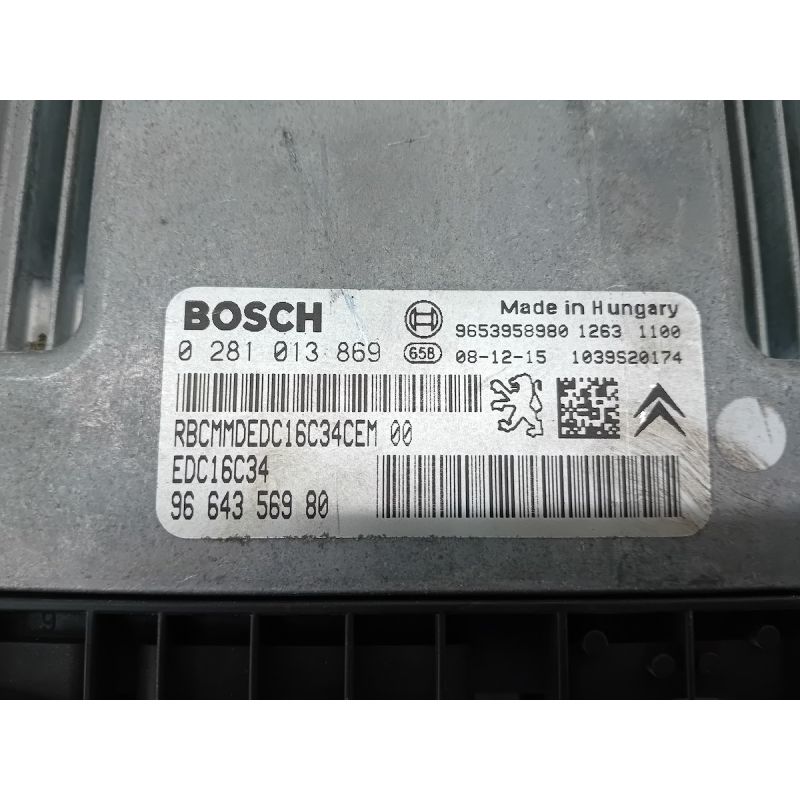 BOSCH
Made in Hungary
9653958980 1263 1100
0 281 013 869
G5B 08-12-15 1039S20174
RBCMMDEDC16C34CEM 00
EDC16C34
96 643 569 80